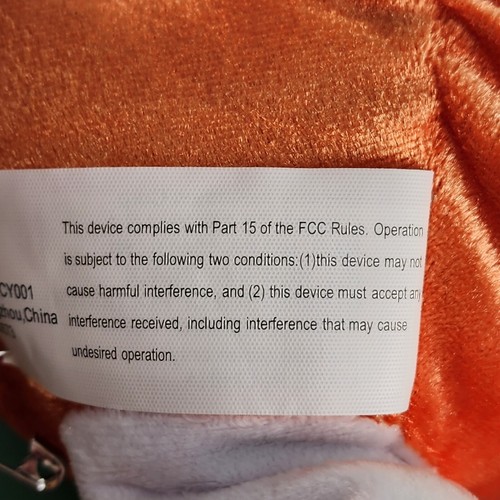 This device complies with Part 15 of the FCC Rules. Operation
is subject to the following two conditions:(1)this device may not
cause harmful interference, and (2) this device must accept any
interference received, including interference that may cause
undesired operation.
CY001
zhou,China